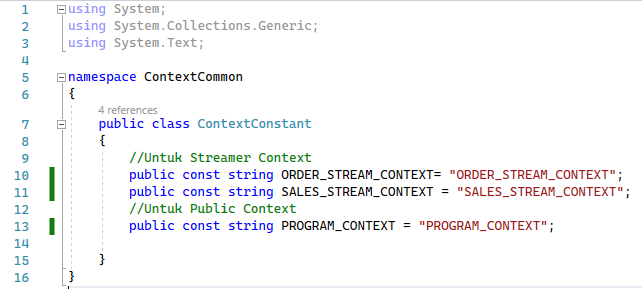 1 using System;
2 using System.Collections.Generic;
3 using System.Text;
4
5 namespace ContextCommon
6 {
4 references
7 public class ContextConstant
8 {
9 //Untuk Streamer Context
10 public const string ORDER_STREAM_CONTEXT= "ORDER_STREAM_CONTEXT";
11 public const string SALES_STREAM_CONTEXT = "SALES_STREAM_CONTEXT";
12 //Untuk Public Context
13 public const string PROGRAM_CONTEXT = "PROGRAM_CONTEXT";
14
15 }
16 }